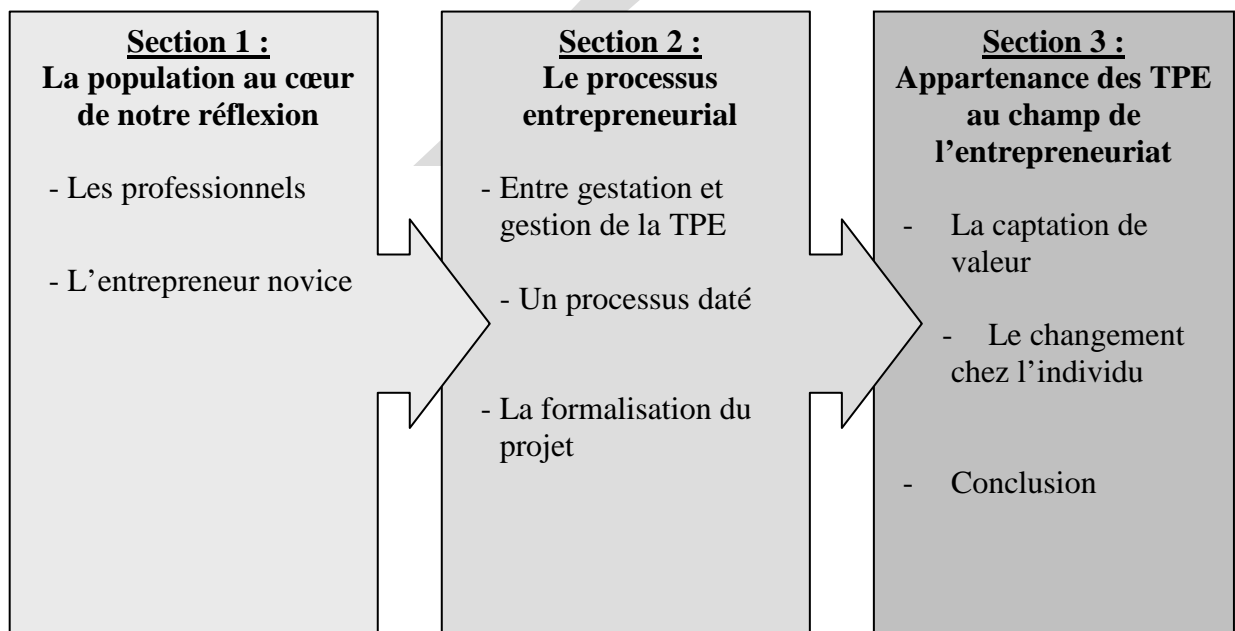 Section 1 :
La population au cœur
de notre réflexion
- Les professionnels
- L’entrepreneur novice
Section 2 :
Le processus
entrepreneurial
- Entre gestation et
gestion de la TPE
- Un processus daté
- La formalisation du
projet
Section 3 :
Appartenance des TPE
au champ de
l’entrepreneuriat
- La captation de
valeur
- Le changement
chez l’individu
- Conclusion